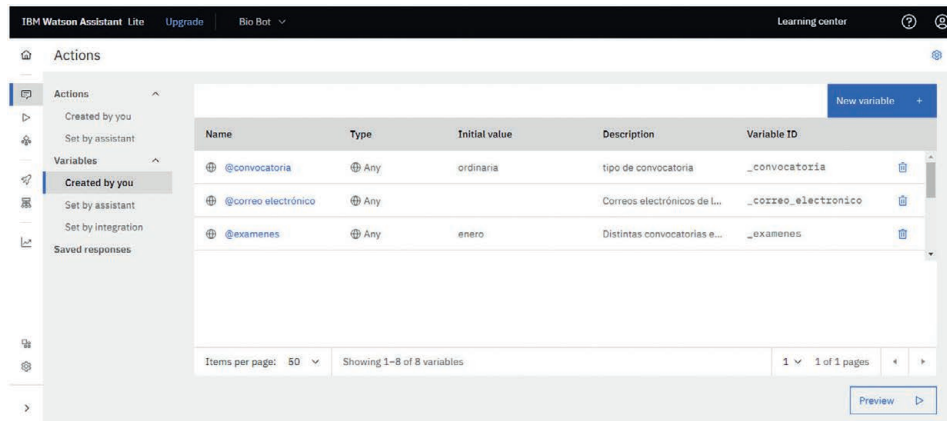 IBM Watson Assistant Lite Upgrade Bio Bot Learning center
Actions
Actions
Created by you
Set by assistant
Variables
Created by you
Set by assistant
Set by integration
Saved responses
New variable +
Name Type Initial value Description Variable ID
@convocatoria Any ordinaria tipo de convocatoria _convocatoria
@correo electrónico Any Correos electrónicos de l... _correo_electronico
@examenes Any enero Distintas convocatorias e... _examenes
Items per page: 50 Showing 1–8 of 8 variables 1 1 of 1 pages
Preview